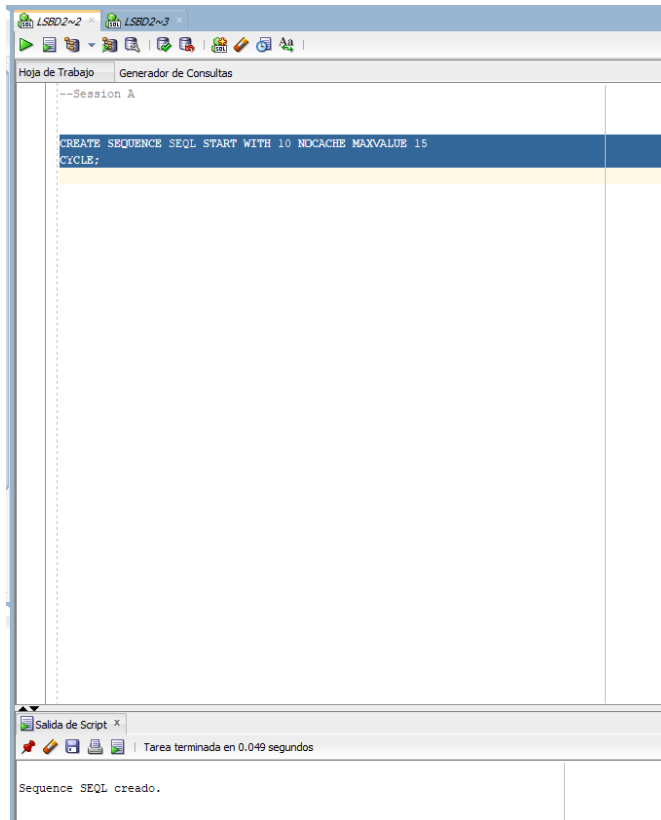 LSBD2~2
LSBD2~3
Hoja de Trabajo
Generador de Consultas
--Session A
CREATE SEQUENCE SEQL START WITH 10 NOCACHE MAXVALUE 15
CYCLE;
Salida de Script
Tarea terminada en 0.049 segundos
Sequence SEQL creado.